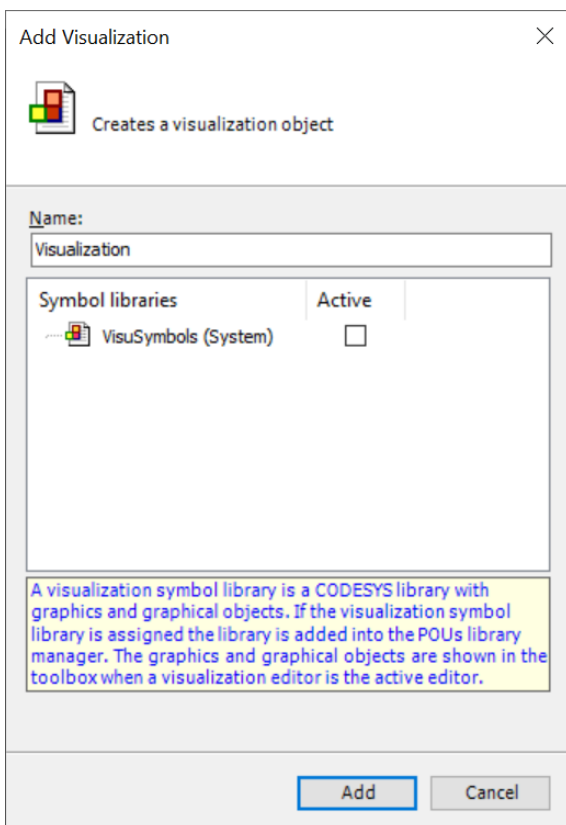 Add Visualization
Creates a visualization object
Name:
Visualization
Symbol libraries Active
VisuSymbols (System)
A visualization symbol library is a CODESYS library with
graphics and graphical objects. If the visualization symbol
library is assigned the library is added into the POUs library
manager. The graphics and graphical objects are shown in the
toolbox when a visualization editor is the active editor.
Add Cancel